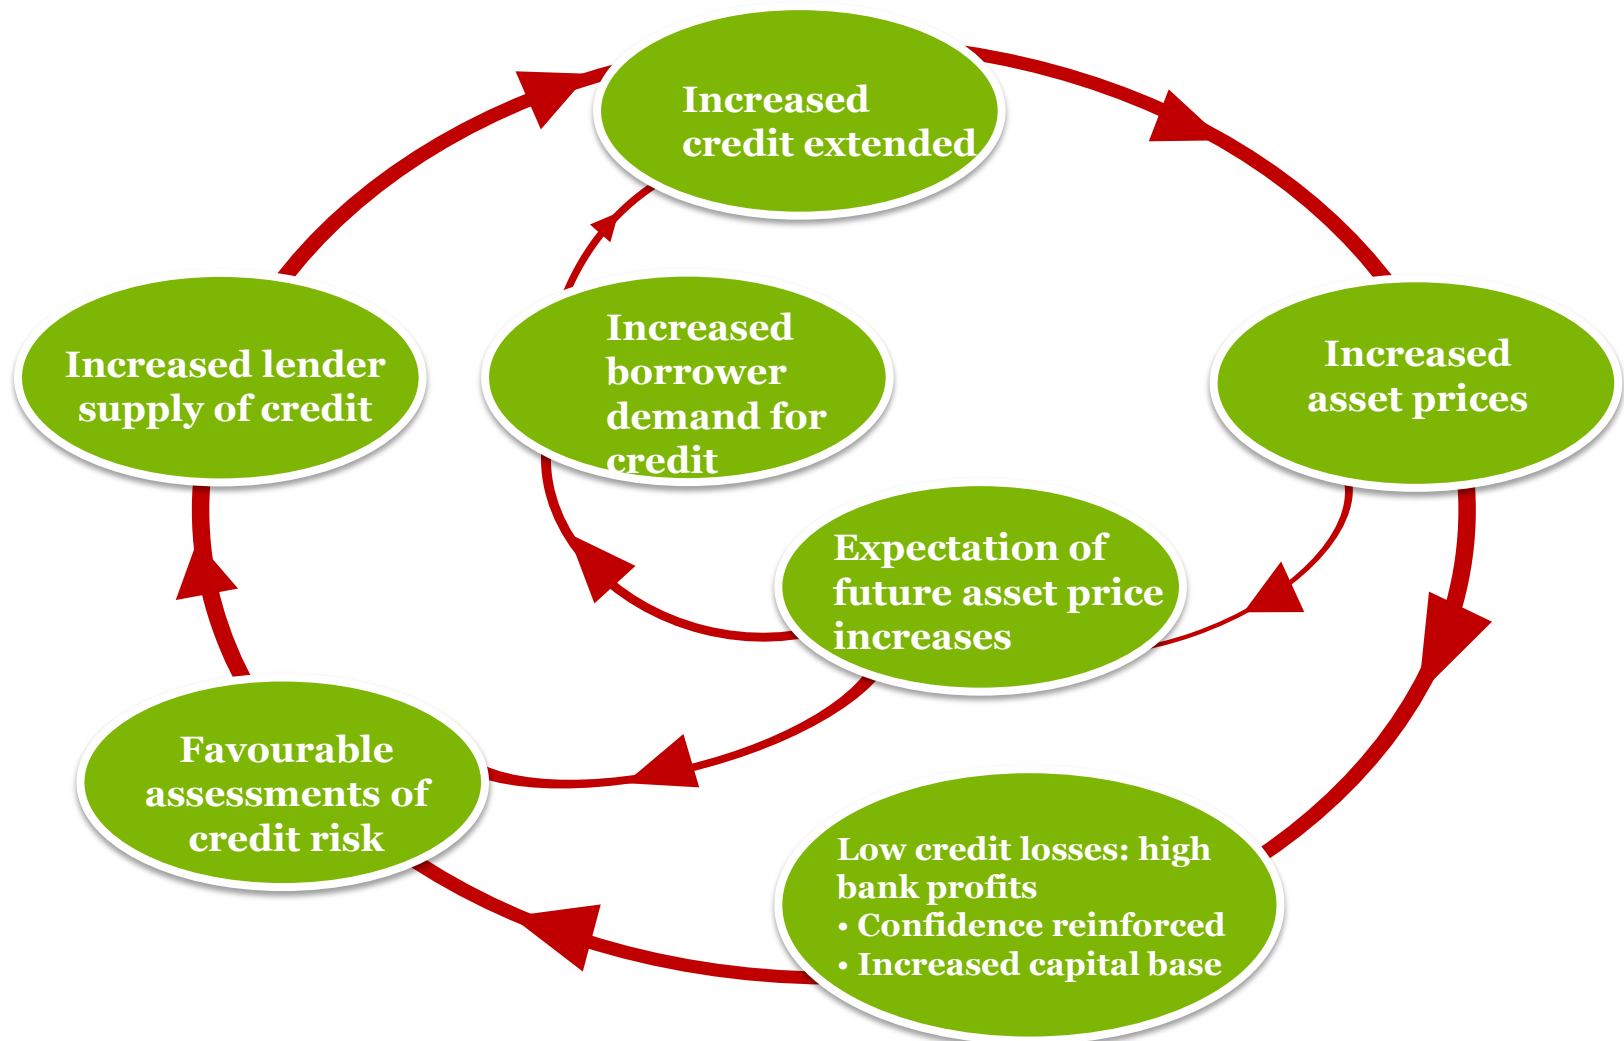 Increased
credit extended
Increased lender
supply of credit
Increased
borrower
demand for
credit
Increased
asset prices
Expectation of
future asset price
increases
Favourable
assessments of
credit risk
Low credit losses: high
bank profits
• Confidence reinforced
• Increased capital base